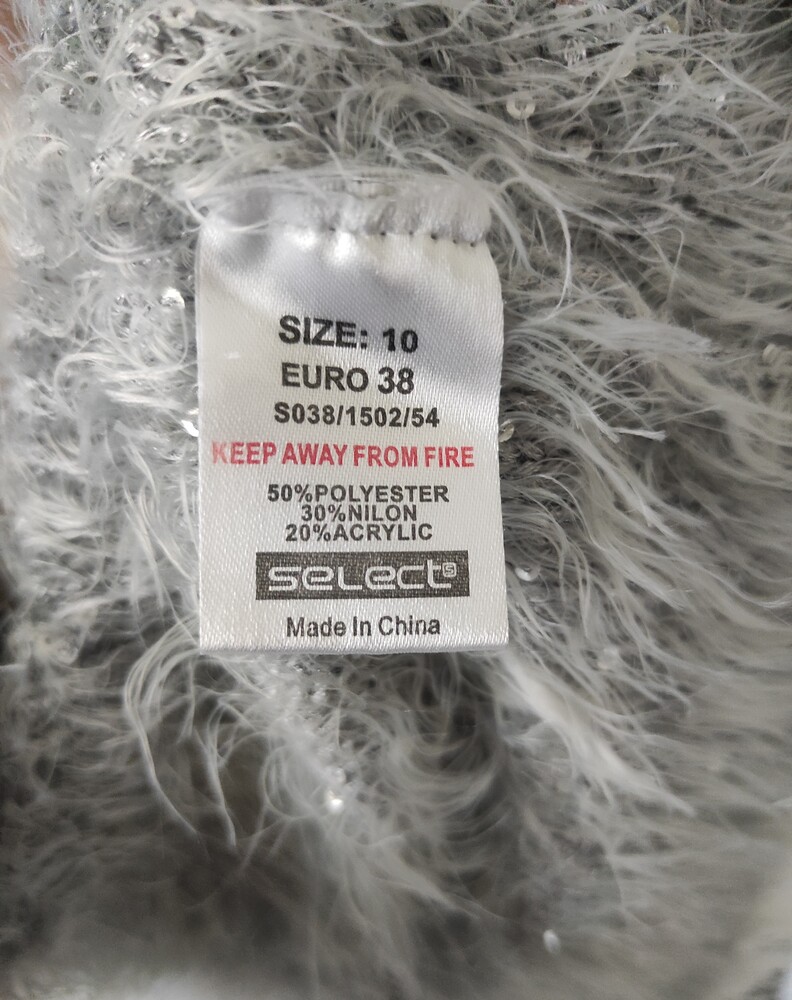 SIZE: 10
EURO 38
S038/1502/54
KEEP AWAY FROM FIRE
50%POLYESTER
30%NILON
20%ACRYLIC
SeLect S
Made In China